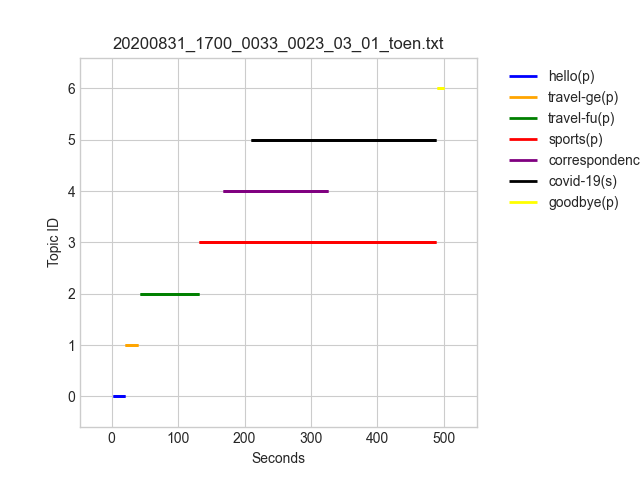 20200831_1700_0033_0023_03_01_toen.txt
6
5
4
3
2
1
0
Topic ID
0 100 200 300 400 500
Seconds
hello(p)
travel-ge(p)
travel-fu(p)
sports(p)
correspondenc
covid-19(s)
goodbye(p)